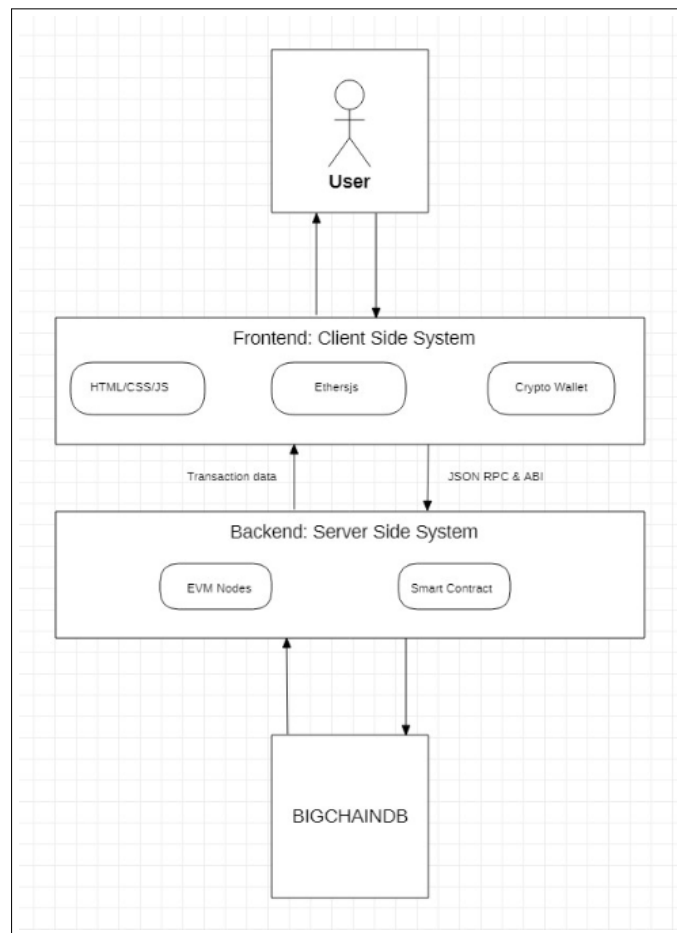 User
Frontend: Client Side System
HTML/CSS/JS
Ethersjs
Crypto Wallet
Transaction data
JSON RPC & ABI
Backend: Server Side System
EVM Nodes
Smart Contract
BIGCHAINDB